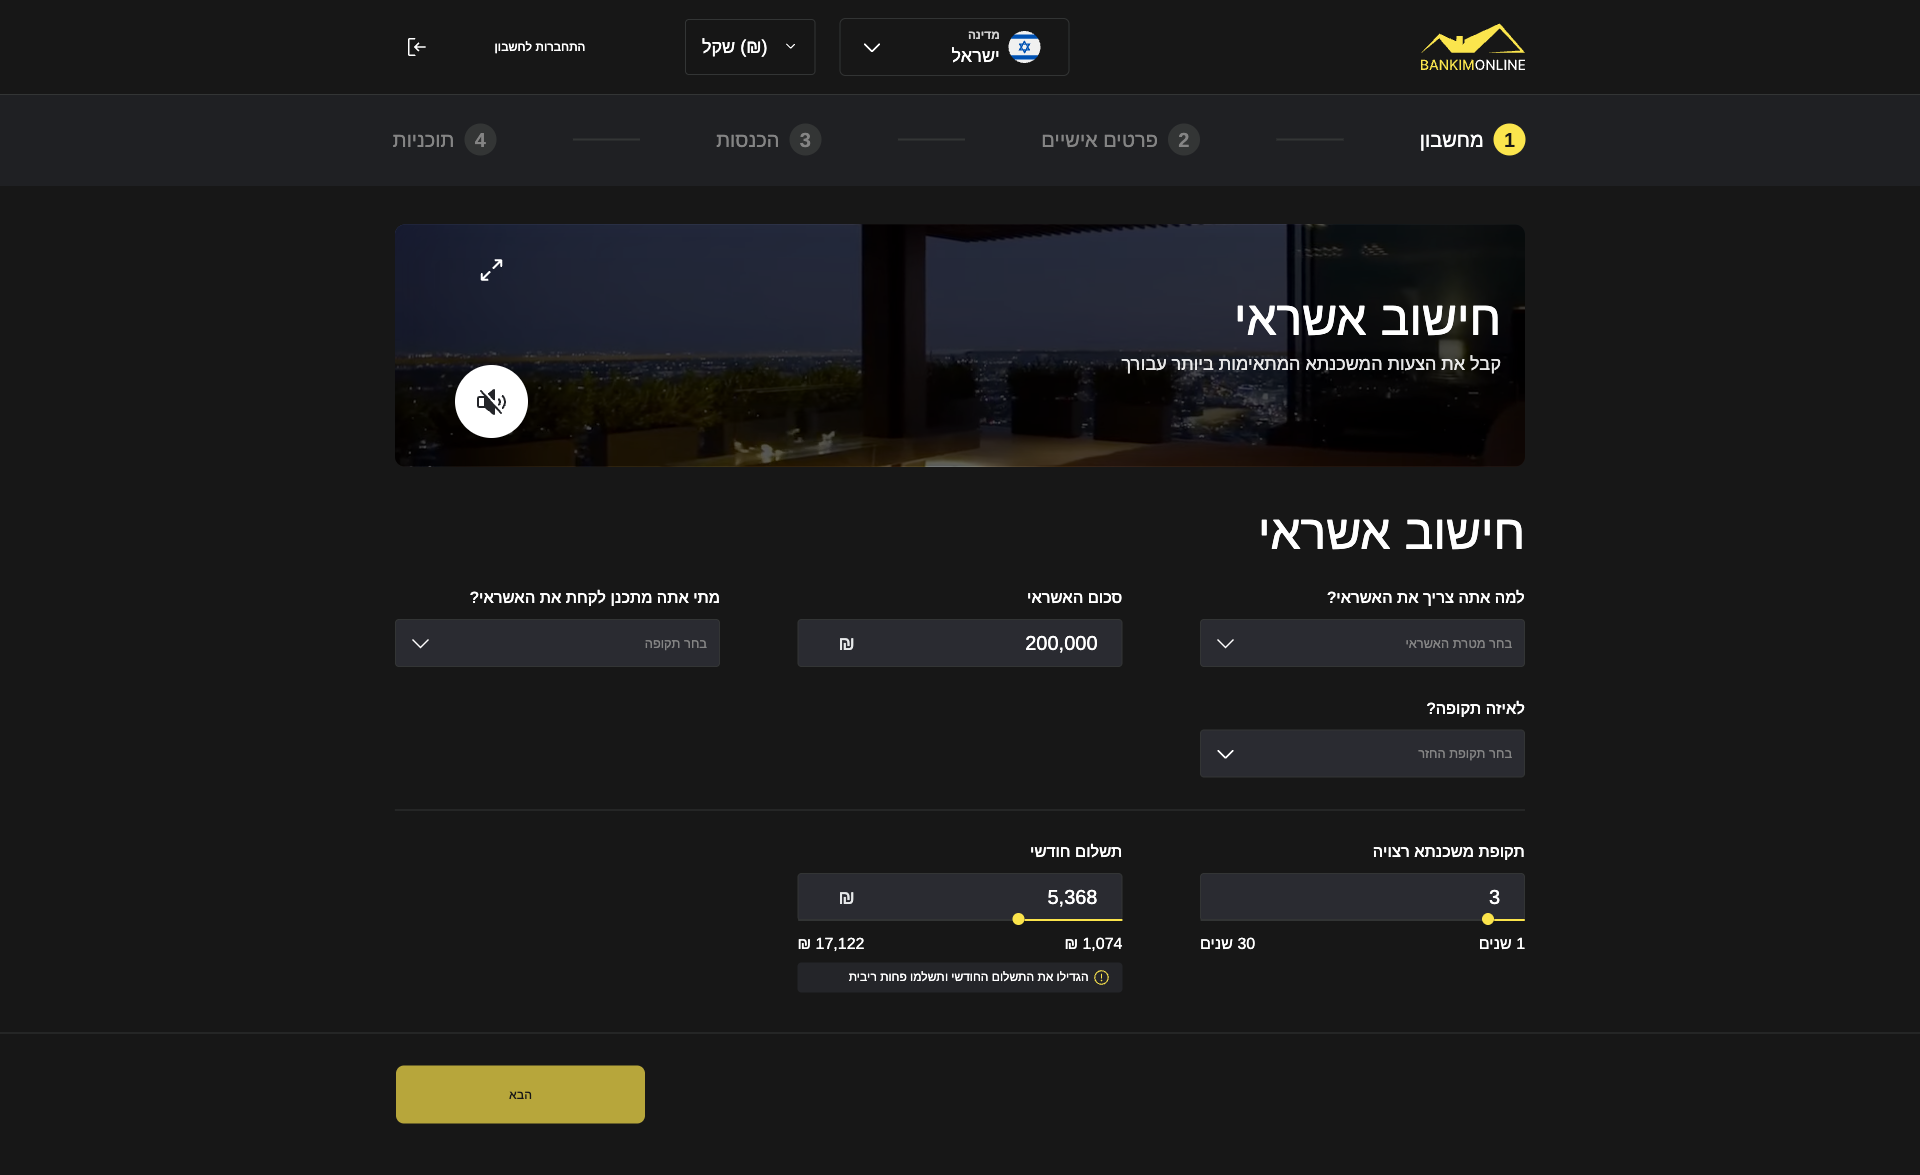 BANKIMONLINE
מדינה
ישראל
(₪) שקל
התחברות לחשבון
1 מחשבון
2 פרטים אישיים
3 הכנסות
4 תוכניות
חישוב אשראי
קבל את הצעות המשכנתא המתאימות ביותר עבורך
חישוב אשראי
למה אתה צריך את האשראי?
בחר מטרת האשראי
סכום האשראי
200,000 ₪
מתי אתה מתכנן לקחת את האשראי?
בחר תקופה
לאיזה תקופה?
בחר תקופת החזר
תקופת משכנתא רצויה
3
1 שנים
30 שנים
תשלום חודשי
5,368 ₪
1,074 ₪
17,122 ₪
הגדילו את התשלום החודשי ותשלמו פחות ריבית
הבא